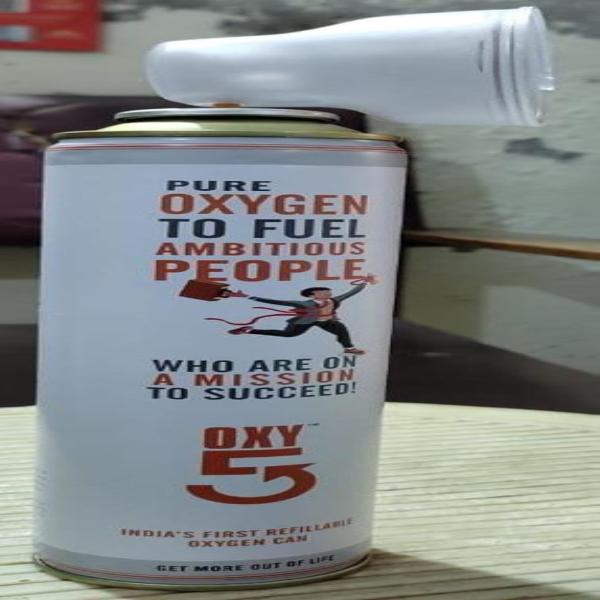 PURE
OXYGEN
TO FUEL
AMBITIOUS
PEOPLE
WHO ARE ON
A MISSION
TO SUCCEED!
OXY™
5
INDIA'S FIRST REFILLABLE
OXYGEN CAN
GET MORE OUT OF LIFE